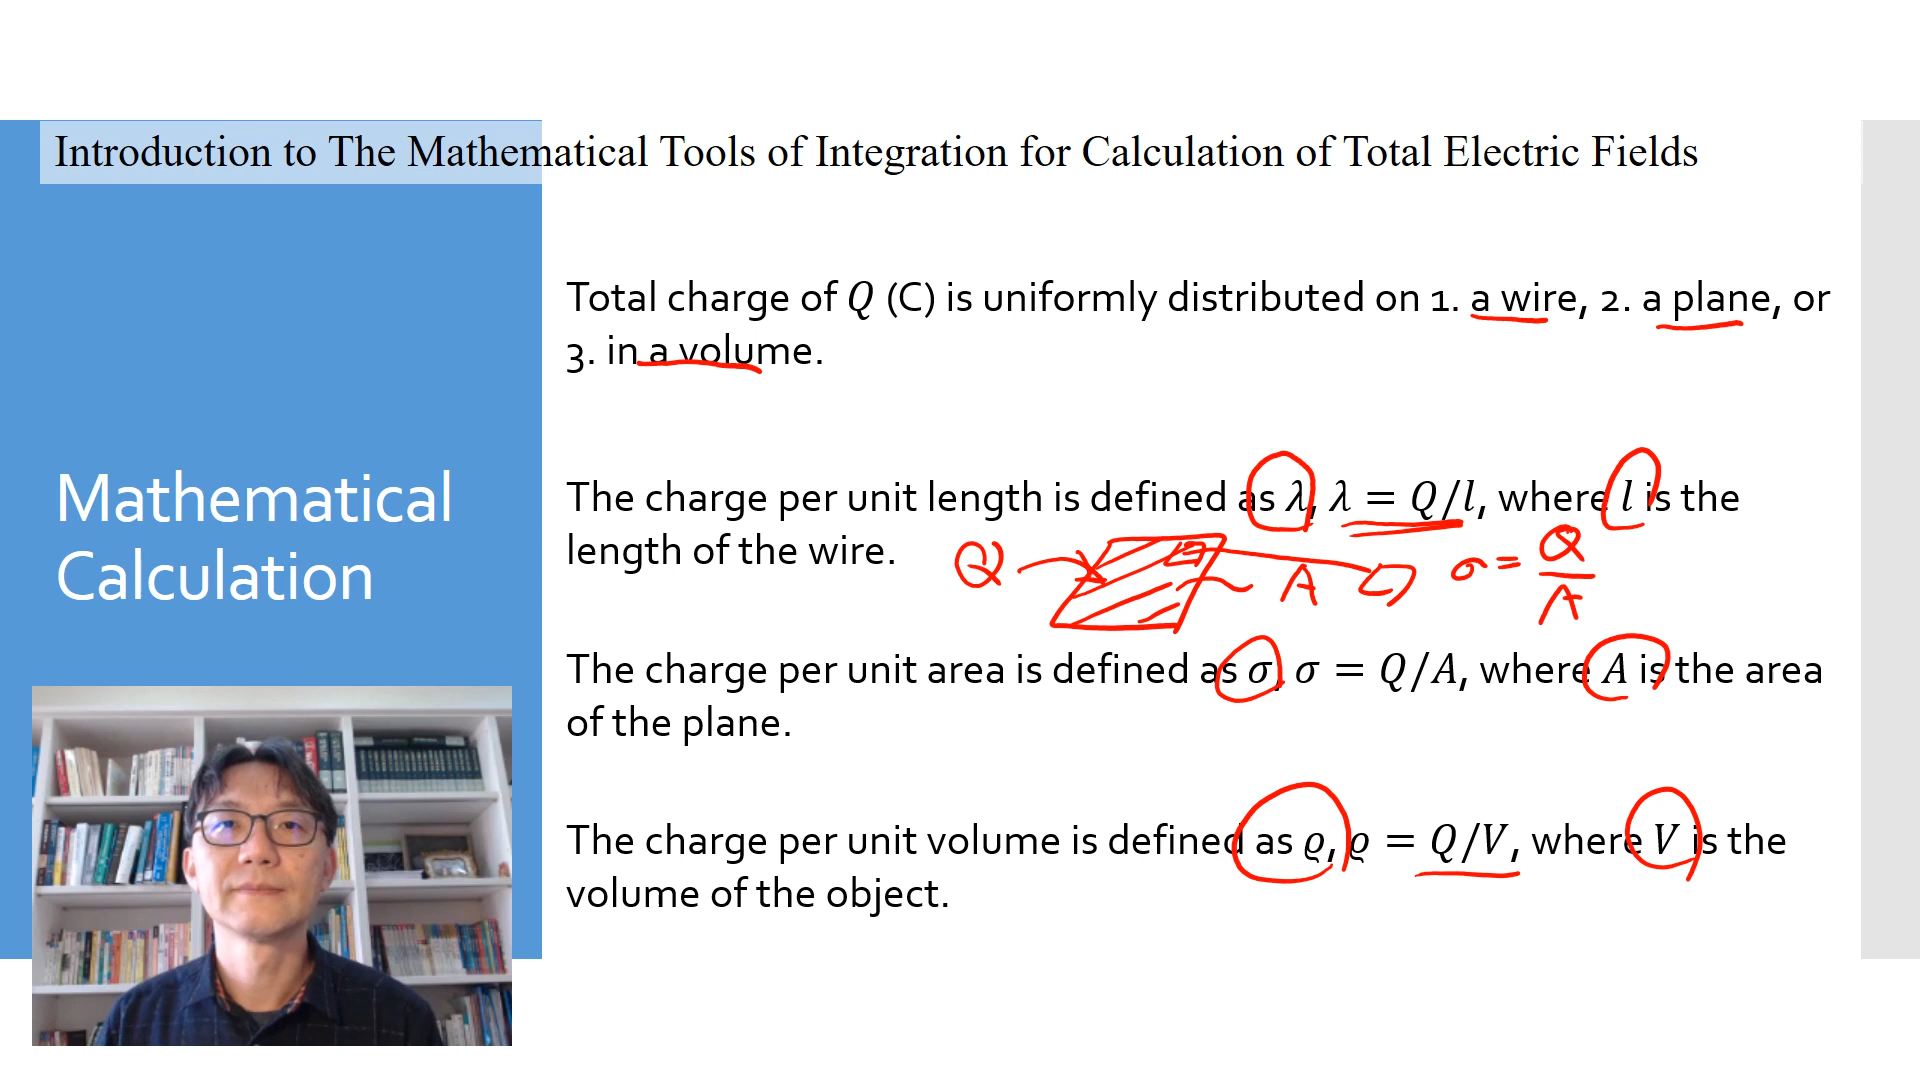 Introduction to The Mathematical Tools of Integration for Calculation of Total Electric Fields
Mathematical
Calculation
Total charge of Q (C) is uniformly distributed on 1. a wire, 2. a plane, or
3. in a volume.
The charge per unit length is defined as λ, λ = Q/l, where l is the
length of the wire.
Q A σ = Q/A
The charge per unit area is defined as σ, σ = Q/A, where A is the area
of the plane.
The charge per unit volume is defined as ϱ, ϱ = Q/V, where V is the
volume of the object.